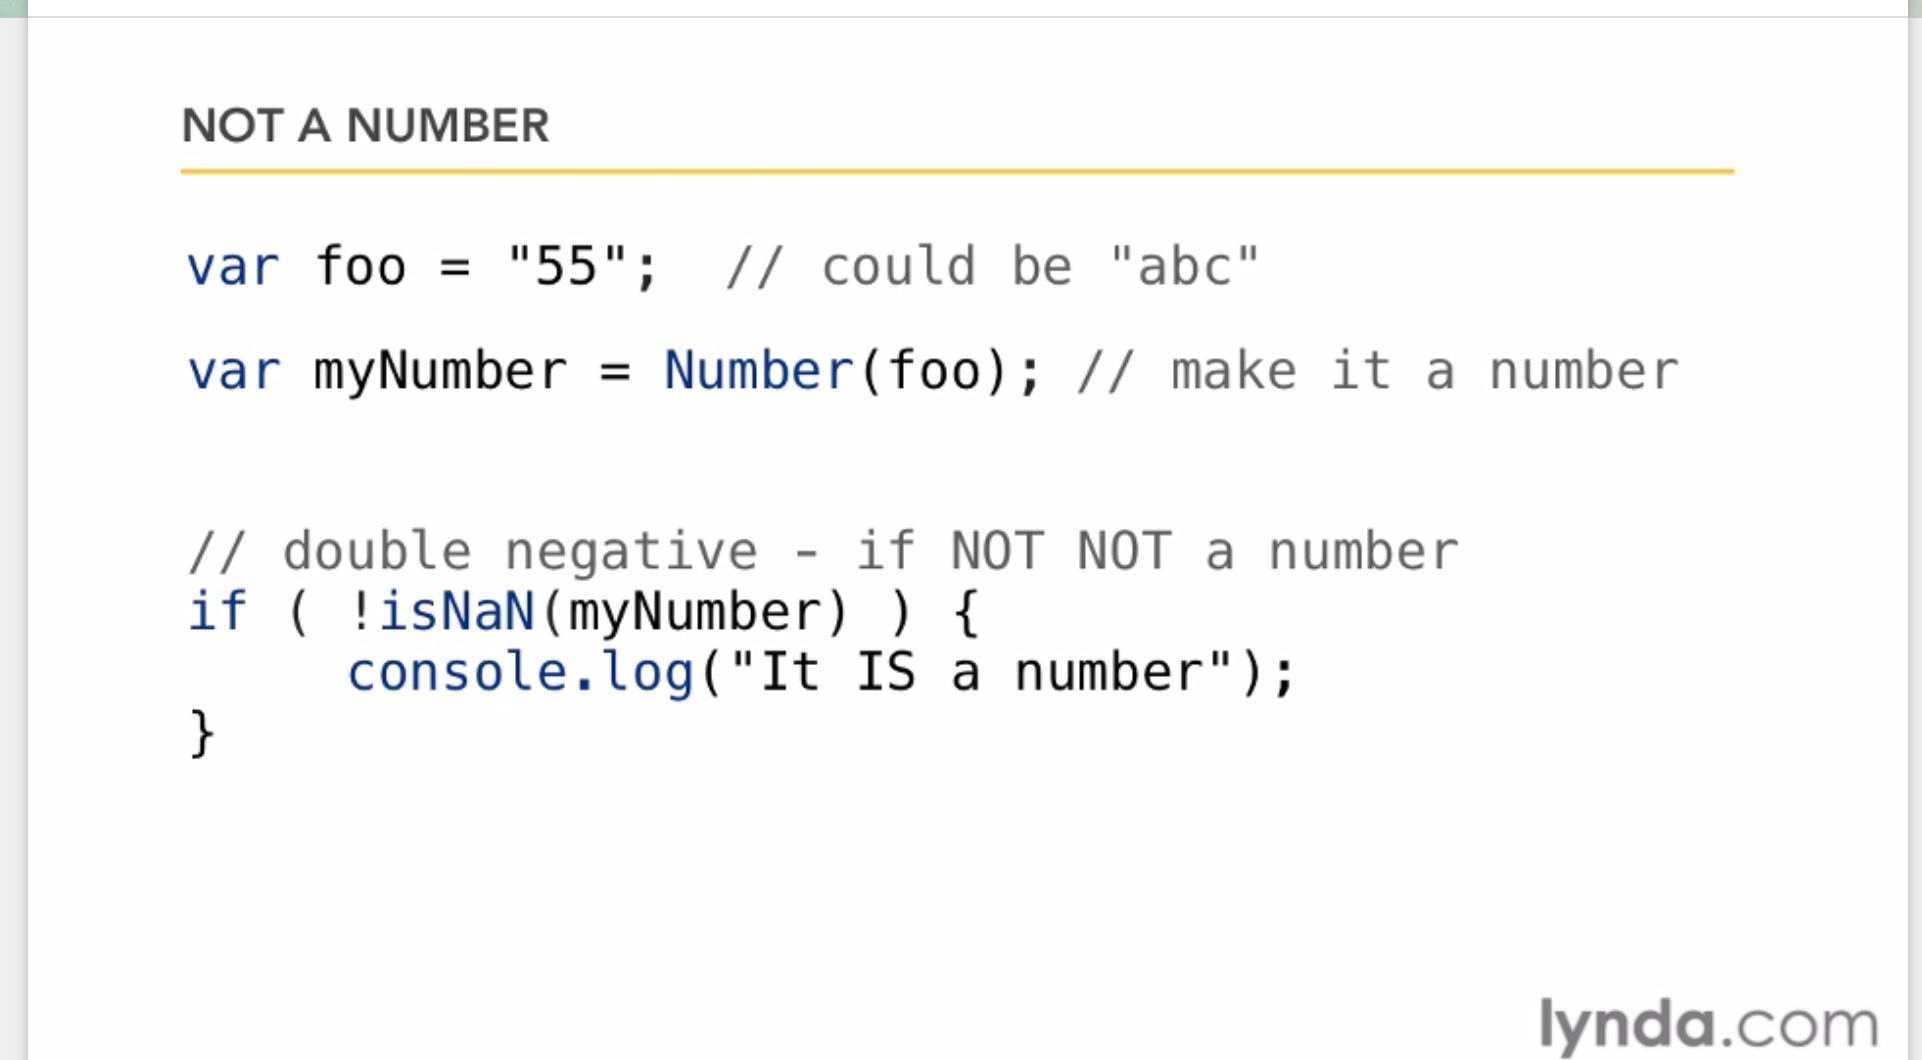 NOT A NUMBER
var foo = "55";  // could be "abc"
var myNumber = Number(foo); // make it a number
// double negative - if NOT NOT a number
if ( !isNaN(myNumber) ) {
     console.log("It IS a number");
}
lynda.com